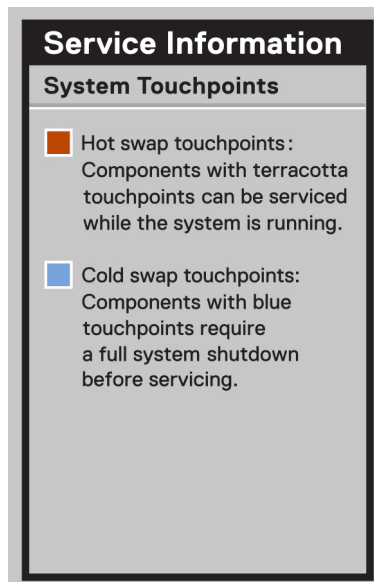 Service Information
System Touchpoints
Hot swap touchpoints:
Components with terracotta
touchpoints can be serviced
while the system is running.
Cold swap touchpoints:
Components with blue
touchpoints require
a full system shutdown
before servicing.